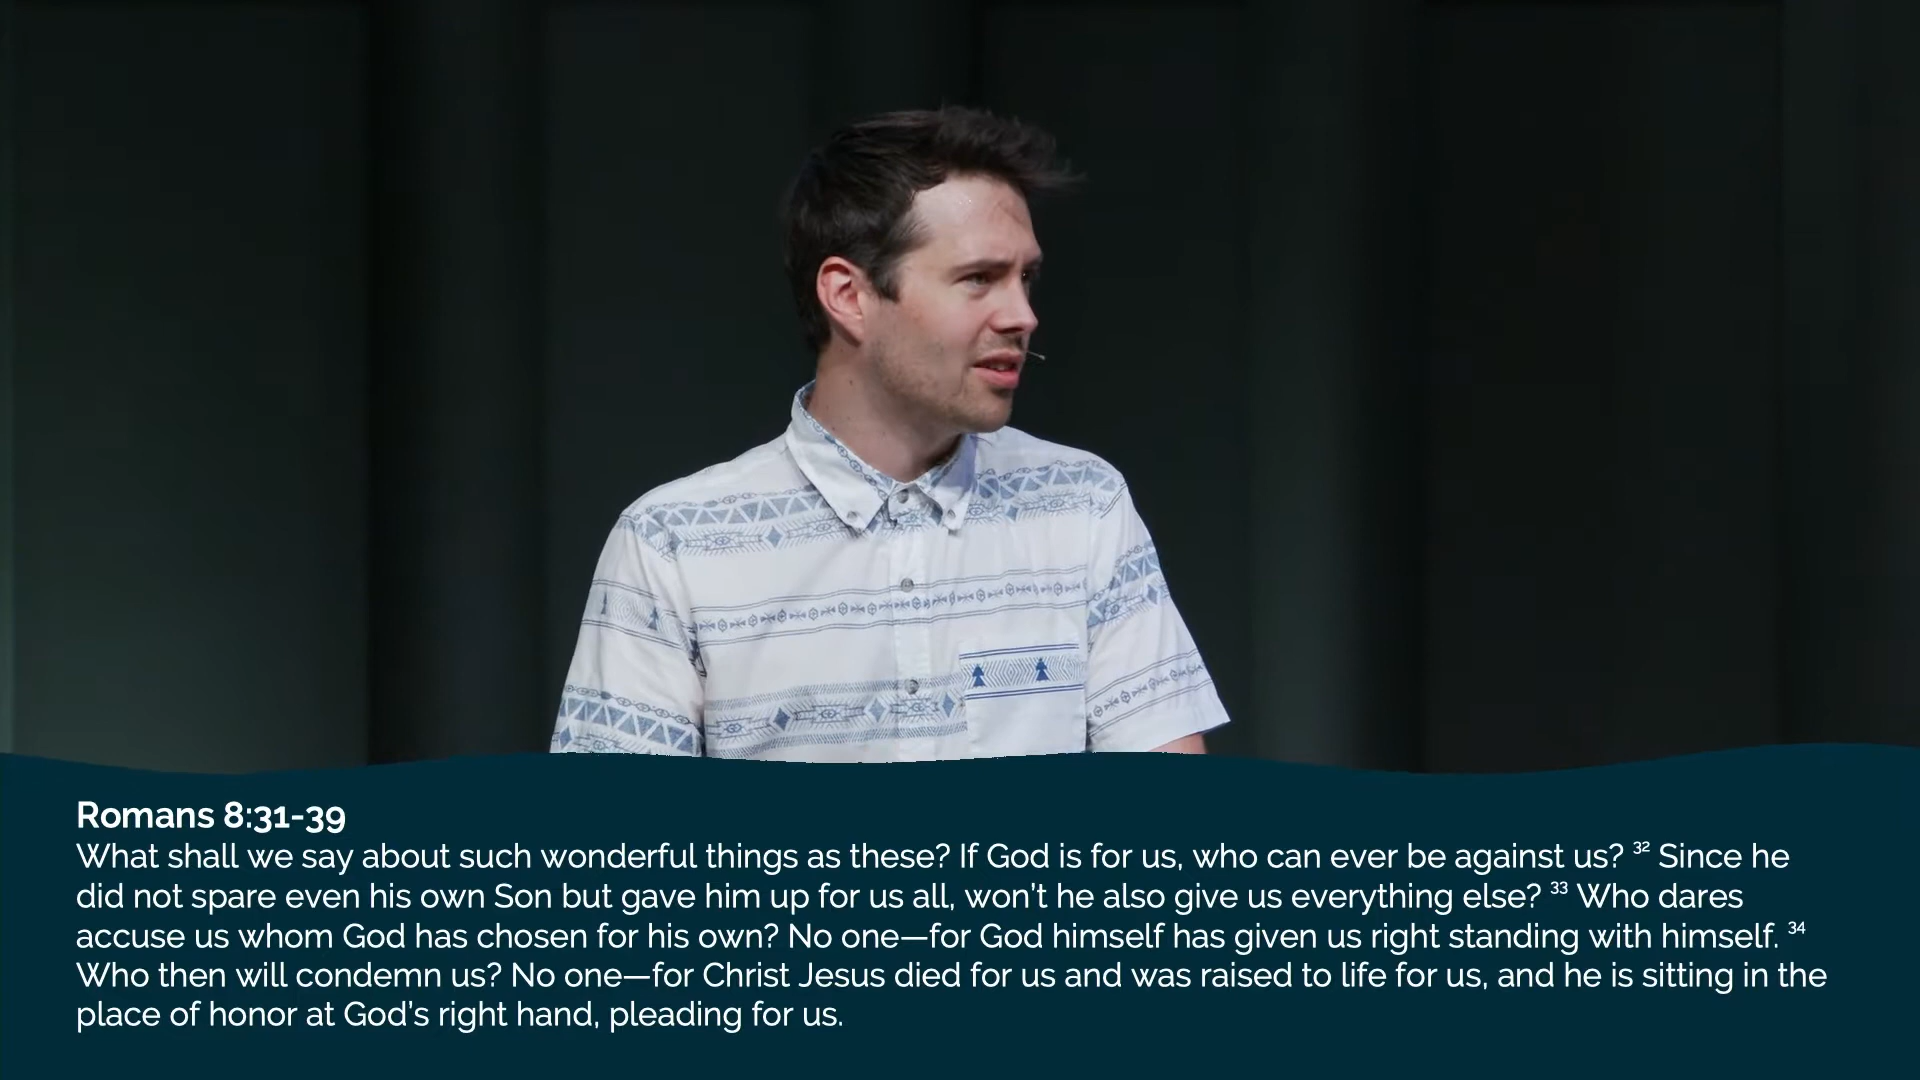 Romans 8:31-39
What shall we say about such wonderful things as these? If God is for us, who can ever be against us? ³² Since he
did not spare even his own Son but gave him up for us all, won't he also give us everything else? ³³ Who dares
accuse us whom God has chosen for his own? No one—for God himself has given us right standing with himself. ³⁴
Who then will condemn us? No one—for Christ Jesus died for us and was raised to life for us, and he is sitting in the
place of honor at God's right hand, pleading for us.